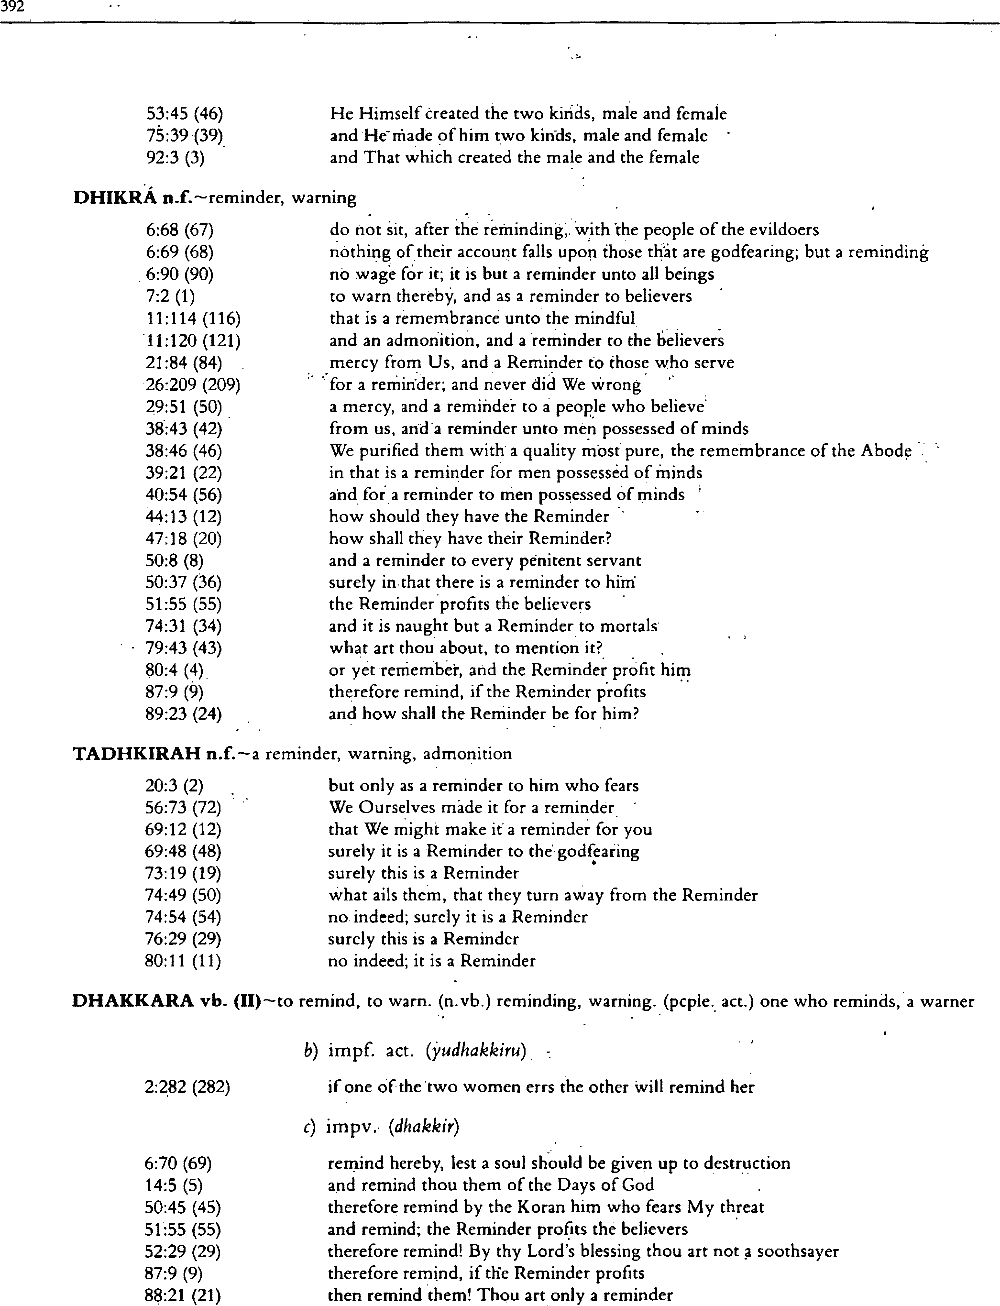 392
53:45 (46) He Himself created the two kinds, male and female
75:39 (39) and He made of him two kinds, male and female
92:3 (3) and That which created the male and the female
DHIKRÁ n.f.~reminder, warning
6:68 (67) do not sit, after the reminding, with the people of the evildoers
6:69 (68) nothing of their account falls upon those that are godfearing; but a reminding
6:90 (90) no wage for it; it is but a reminder unto all beings
7:2 (1) to warn thereby, and as a reminder to believers
11:114 (116) that is a remembrance unto the mindful
11:120 (121) and an admonition, and a reminder to the believers
21:84 (84) mercy from Us, and a Reminder to those who serve
26:209 (209) for a reminder; and never did We wrong
29:51 (50) a mercy, and a reminder to a people who believe
38:43 (42) from us, and a reminder unto men possessed of minds
38:46 (46) We purified them with a quality most pure, the remembrance of the Abode
39:21 (22) in that is a reminder for men possessed of minds
40:54 (56) and for a reminder to men possessed of minds
44:13 (12) how should they have the Reminder
47:18 (20) how shall they have their Reminder?
50:8 (8) and a reminder to every penitent servant
50:37 (36) surely in that there is a reminder to him
51:55 (55) the Reminder profits the believers
74:31 (34) and it is naught but a Reminder to mortals
79:43 (43) what art thou about, to mention it?
80:4 (4) or yet remember, and the Reminder profit him
87:9 (9) therefore remind, if the Reminder profits
89:23 (24) and how shall the Reminder be for him?
TADHKIRAH n.f.~a reminder, warning, admonition
20:3 (2) but only as a reminder to him who fears
56:73 (72) We Ourselves made it for a reminder
69:12 (12) that We might make it a reminder for you
69:48 (48) surely it is a Reminder to the godfearing
73:19 (19) surely this is a Reminder
74:49 (50) what ails them, that they turn away from the Reminder
74:54 (54) no indeed; surely it is a Reminder
76:29 (29) surely this is a Reminder
80:11 (11) no indeed; it is a Reminder
DHAKKARA vb. (II)~to remind, to warn. (n.vb.) reminding, warning. (pcple. act.) one who reminds, a warner
b) impf. act. (yudhakkiru)
2:282 (282) if one of the two women errs the other will remind her
c) impv. (dhakkir)
6:70 (69) remind hereby, lest a soul should be given up to destruction
14:5 (5) and remind thou them of the Days of God
50:45 (45) therefore remind by the Koran him who fears My threat
51:55 (55) and remind; the Reminder profits the believers
52:29 (29) therefore remind! By thy Lord's blessing thou art not a soothsayer
87:9 (9) therefore remind, if the Reminder profits
88:21 (21) then remind them! Thou art only a reminder